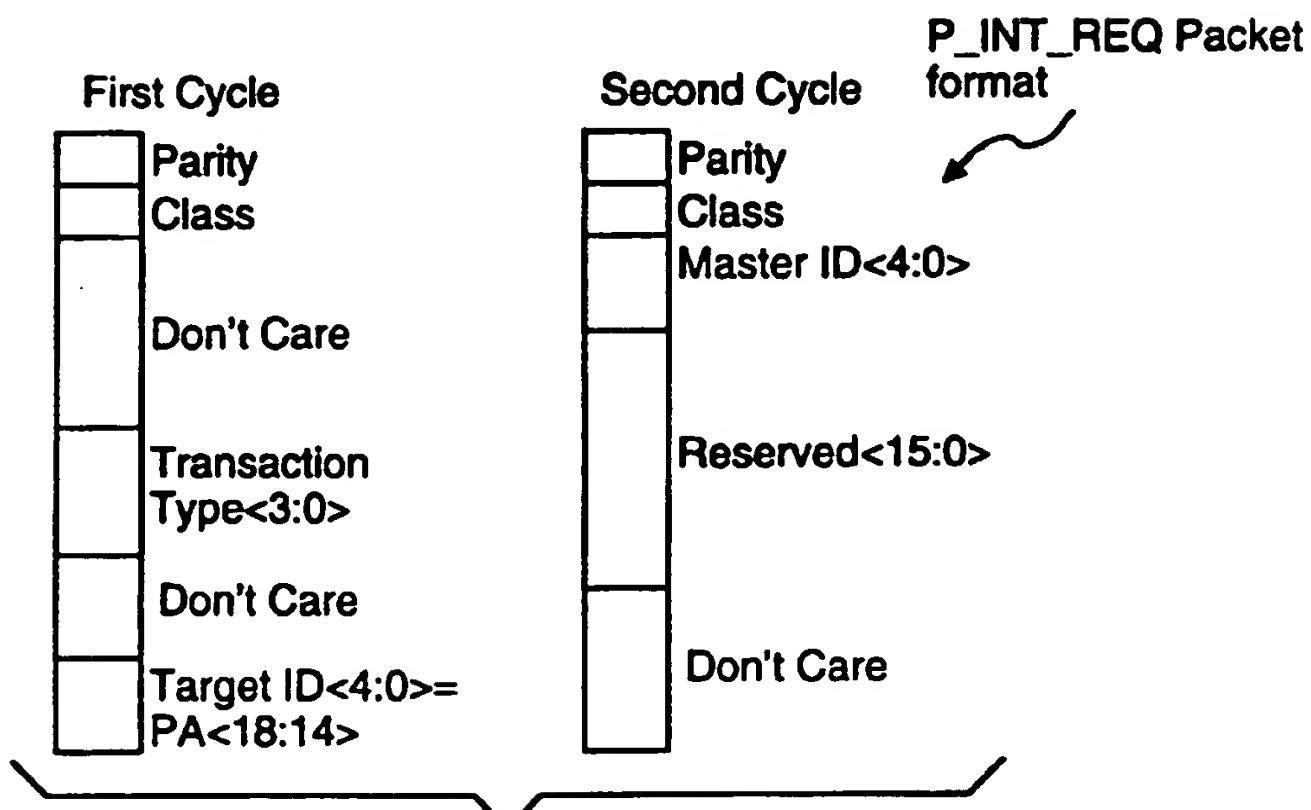 P_INT_REQ Packet
format
First Cycle
Parity
Class
Don't Care
Transaction
Type<3:0>
Don't Care
Target ID<4:0>=
PA<18:14>
Second Cycle
Parity
Class
Master ID<4:0>
Reserved<15:0>
Don't Care